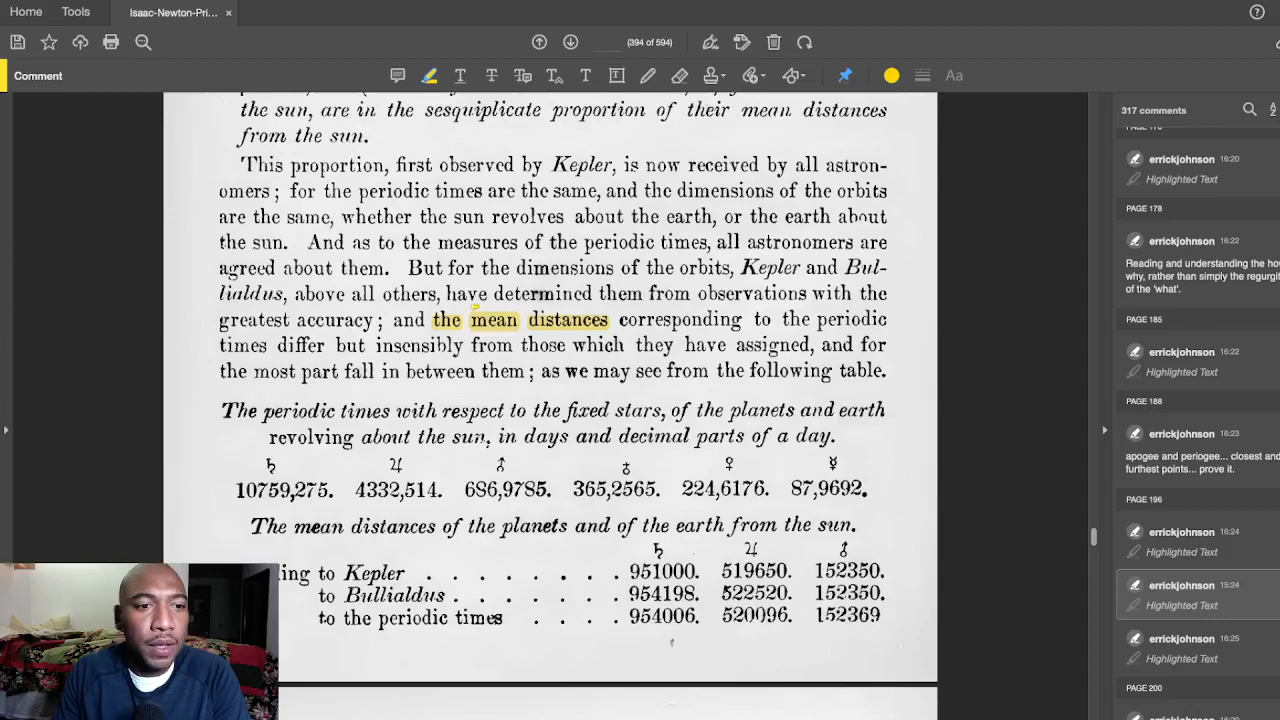 Home
Tools
Isaac-Newton-Pri... ×
(394 of 594)
Comment
317 comments
the sun, are in the sesquiplicate proportion of their mean distances
from the sun.
This proportion, first observed by Kepler, is now received by all astron-
omers; for the periodic times are the same, and the dimensions of the orbits
are the same, whether the sun revolves about the earth, or the earth about
the sun. And as to the measures of the periodic times, all astronomers are
agreed about them. But for the dimensions of the orbits, Kepler and Bul-
lialdus, above all others, have determined them from observations with the
greatest accuracy; and the mean distances corresponding to the periodic
times differ but insensibly from those which they have assigned, and for
the most part fall in between them; as we may see from the following table.
The periodic times with respect to the fixed stars, of the planets and earth
revolving about the sun, in days and decimal parts of a day.
♄ ♃ ♂ ♁ ♀ ☿
10759,275. 4332,514. 686,9785. 365,2565. 224,6176. 87,9692.
The mean distances of the planets and of the earth from the sun.
♄ ♃ ♂
to Kepler . . . . . . . . 951000. 519650. 152350.
to Bullialdus . . . . . . . 954198. 522520. 152350.
to the periodic times . . . . 954006. 520096. 152369
errickjohnson 16:20
Highlighted Text
PAGE 178
errickjohnson 16:22
Reading and understanding the
why, rather than simply the
of the 'what'.
PAGE 185
errickjohnson 16:22
Highlighted Text
PAGE 188
errickjohnson 16:23
apogee and periogee... closest and
furthest points... prove it.
PAGE 196
errickjohnson 16:24
Highlighted Text
errickjohnson 15:24
Highlighted Text
errickjohnson 16:25
Highlighted Text
PAGE 200